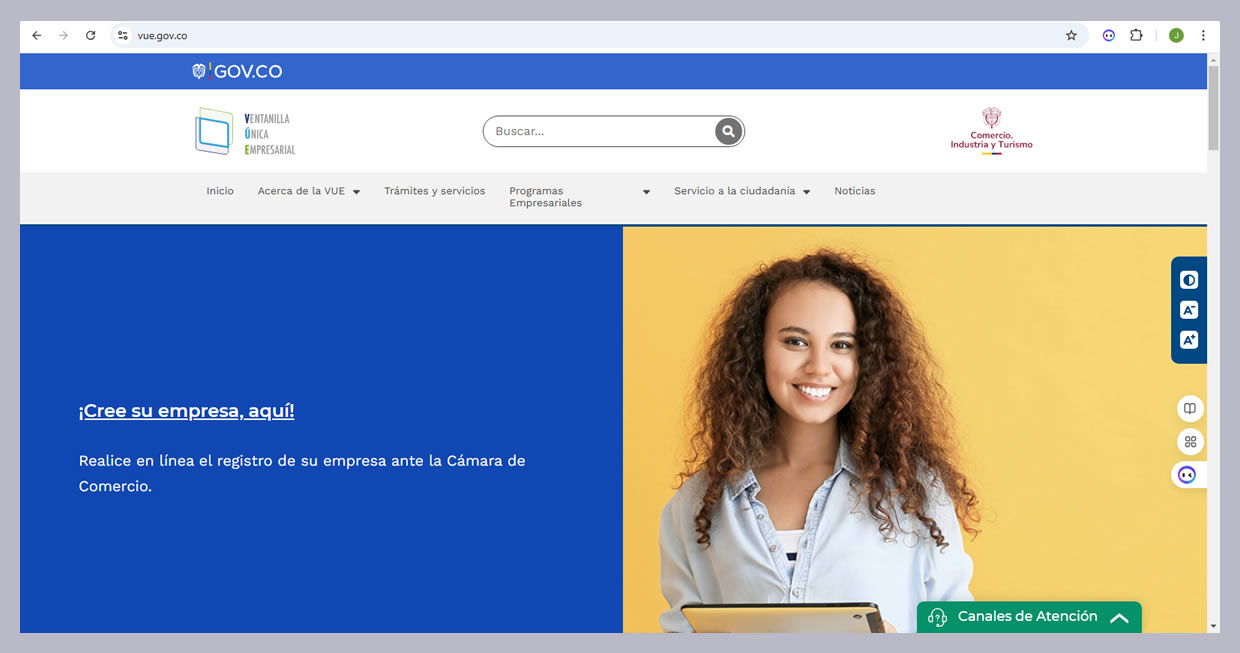 vue.gov.co
J
GOV.CO
VENTANILLA
ÚNICA
EMPRESARIAL
Buscar...
Comercio,
Industria y Turismo
Inicio
Acerca de la VUE
Trámites y servicios
Programas
Empresariales
Servicio a la ciudadanía
Noticias
A-
A+
¡Cree su empresa, aquí!
Realice en línea el registro de su empresa ante la Cámara de
Comercio.
Canales de Atención